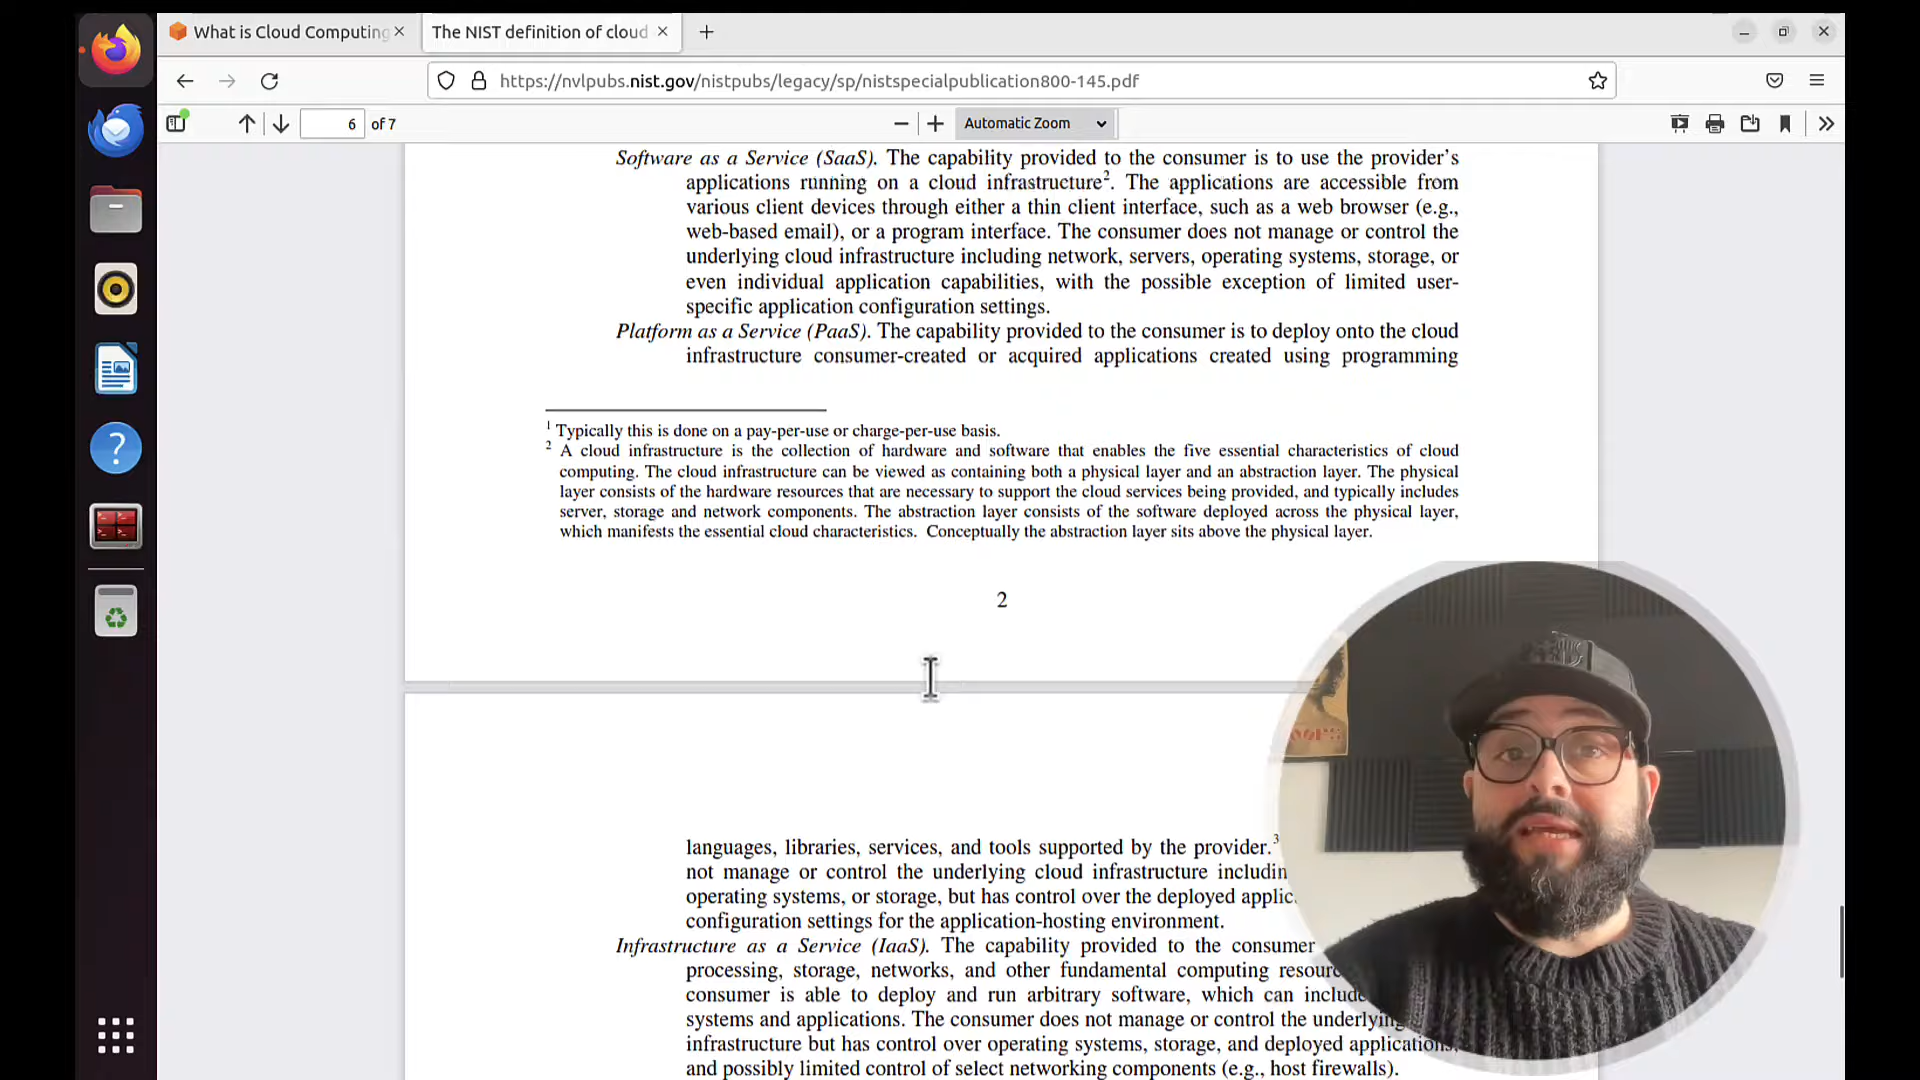 What is Cloud Computing
The NIST definition of cloud
https://nvlpubs.nist.gov/nistpubs/legacy/sp/nistspecialpublication800-145.pdf
6 of 7
Automatic Zoom
Software as a Service (SaaS). The capability provided to the consumer is to use the provider's
applications running on a cloud infrastructure2. The applications are accessible from
various client devices through either a thin client interface, such as a web browser (e.g.,
web-based email), or a program interface. The consumer does not manage or control the
underlying cloud infrastructure including network, servers, operating systems, storage, or
even individual application capabilities, with the possible exception of limited user-
specific application configuration settings.
Platform as a Service (PaaS). The capability provided to the consumer is to deploy onto the cloud
infrastructure consumer-created or acquired applications created using programming
1 Typically this is done on a pay-per-use or charge-per-use basis.
2 A cloud infrastructure is the collection of hardware and software that enables the five essential characteristics of cloud
computing. The cloud infrastructure can be viewed as containing both a physical layer and an abstraction layer. The physical
layer consists of the hardware resources that are necessary to support the cloud services being provided, and typically includes
server, storage and network components. The abstraction layer consists of the software deployed across the physical layer,
which manifests the essential cloud characteristics. Conceptually the abstraction layer sits above the physical layer.
2
languages, libraries, services, and tools supported by the provider.3
not manage or control the underlying cloud infrastructure includin
operating systems, or storage, but has control over the deployed applic
configuration settings for the application-hosting environment.
Infrastructure as a Service (IaaS). The capability provided to the consumer
processing, storage, networks, and other fundamental computing resourc
consumer is able to deploy and run arbitrary software, which can include
systems and applications. The consumer does not manage or control the underlying
infrastructure but has control over operating systems, storage, and deployed applications,
and possibly limited control of select networking components (e.g., host firewalls).